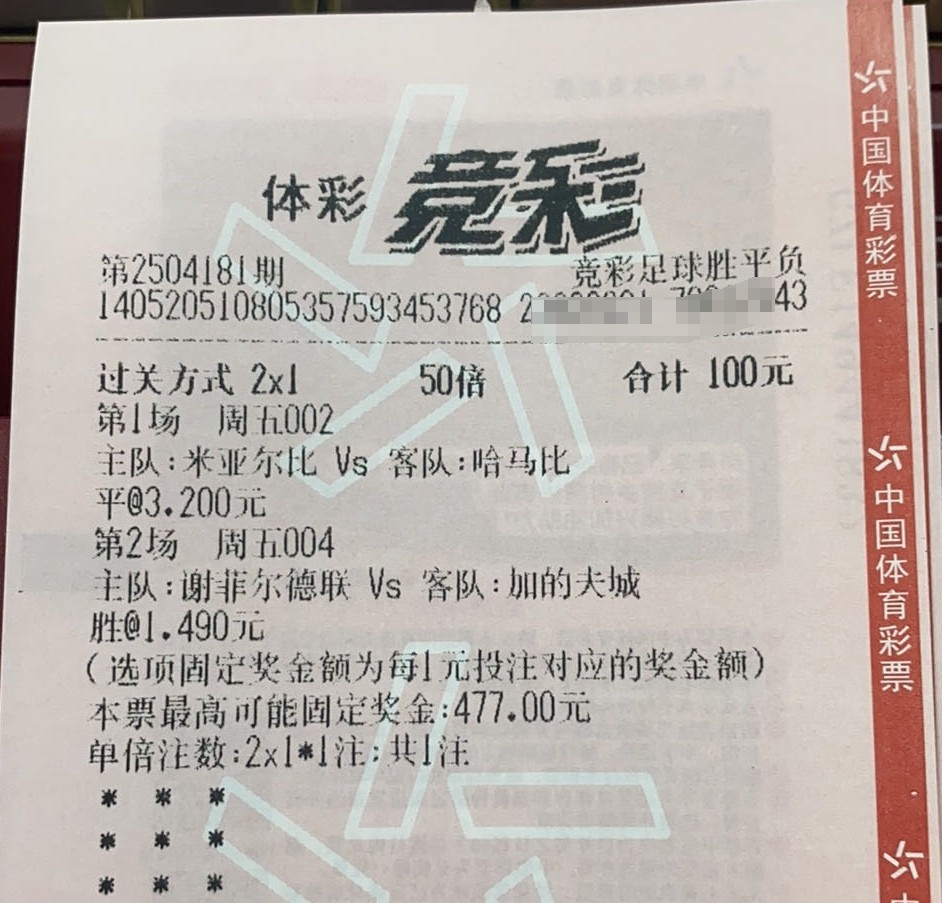 体彩 竞彩
第2504181期 竞彩足球胜平负
140520510805357593453768 43
过关方式 2x1 50倍 合计 100元
第1场 周五002
主队:米亚尔比 Vs 客队:哈马比
平@3.200元
第2场 周五004
主队:谢菲尔德联 Vs 客队:加的夫城
胜@1.490元
(选项固定奖金额为每1元投注对应的奖金额)
本票最高可能固定奖金:477.00元
单倍注数:2x1*1注;共1注
* * *
* * *
* * *
中国体育彩票
中国体育彩票
中